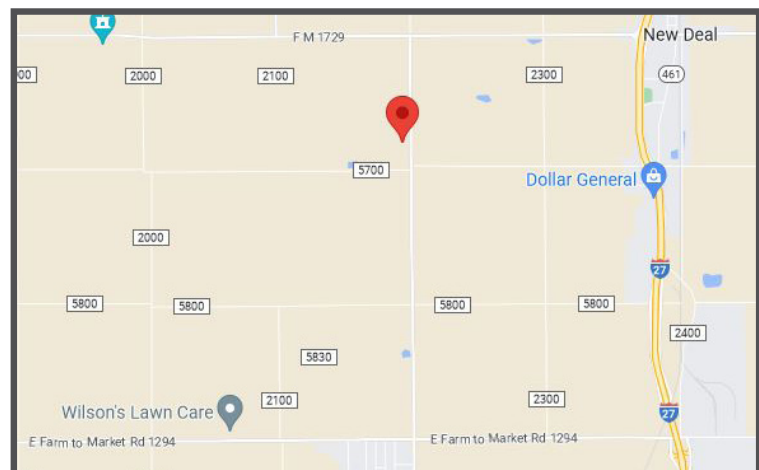 F M 1729
New Deal
2000
2100
2300
461
5700
Dollar General
2000
27
5800
5800
5800
5800
2400
5830
2100
2300
Wilson's Lawn Care
27
E Farm to Market Rd 1294
E Farm to Market Rd 1294